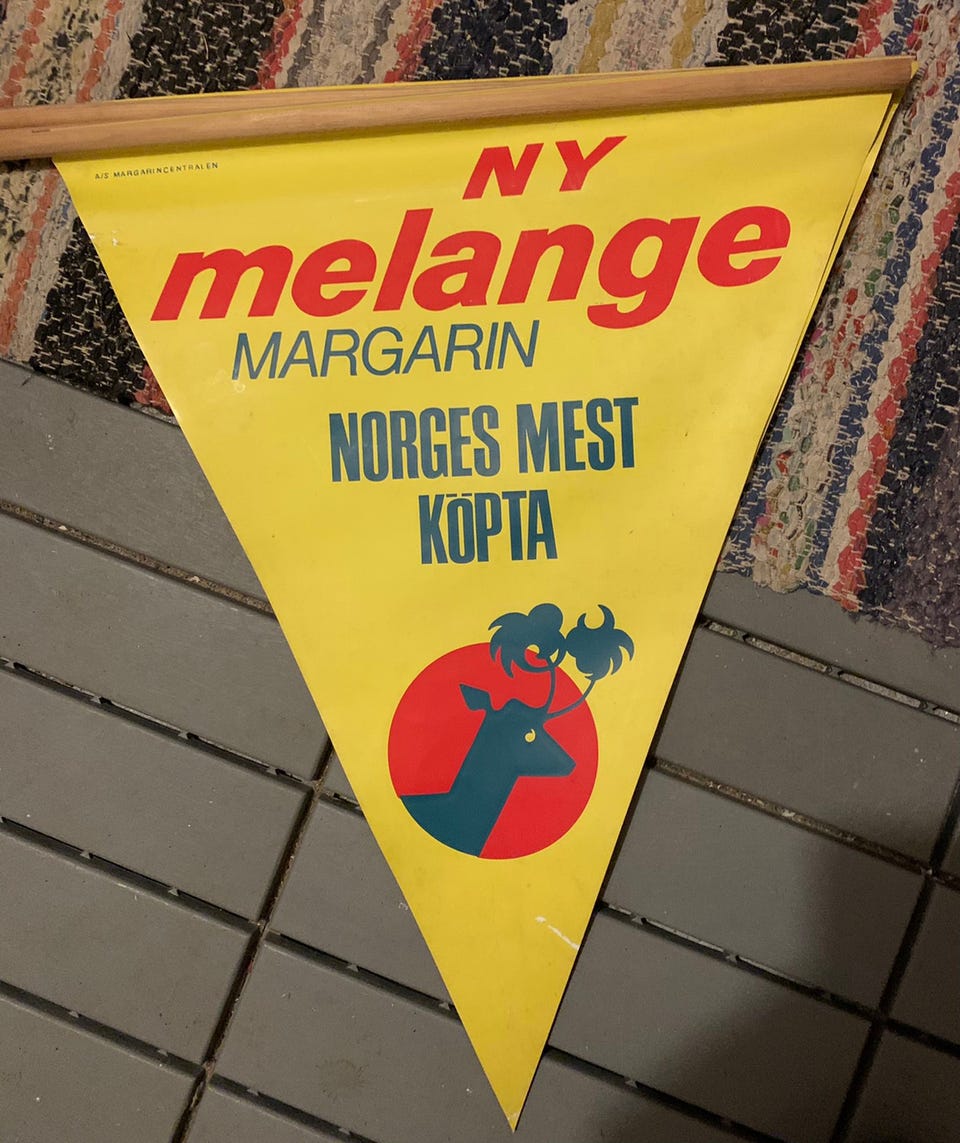 A/S MARGARINCENTRALEN
NY
melange
MARGARIN
NORGES MEST
KÖPTA